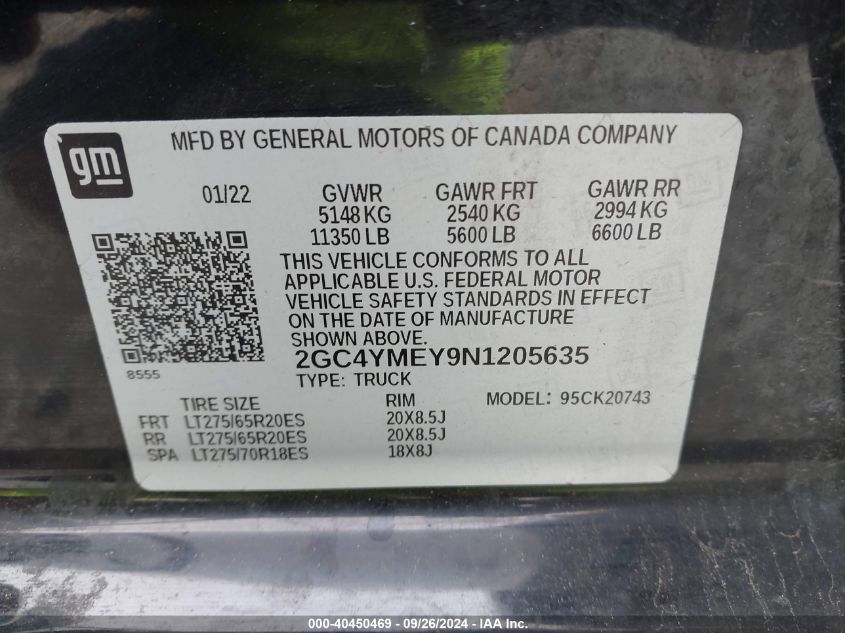 gm
MFD BY GENERAL MOTORS OF CANADA COMPANY
01/22 GVWR GAWR FRT GAWR RR
5148 KG 2540 KG 2994 KG
11350 LB 5600 LB 6600 LB
THIS VEHICLE CONFORMS TO ALL
APPLICABLE U.S. FEDERAL MOTOR
VEHICLE SAFETY STANDARDS IN EFFECT
ON THE DATE OF MANUFACTURE
SHOWN ABOVE.
2GC4YMEY9N1205635
8555
TYPE: TRUCK
TIRE SIZE RIM MODEL: 95CK20743
FRT LT275/65R20ES 20X8.5J
RR LT275/65R20ES 20X8.5J
SPA LT275/70R18ES 18X8J
000-40450469 - 09/26/2024 - IAA Inc.